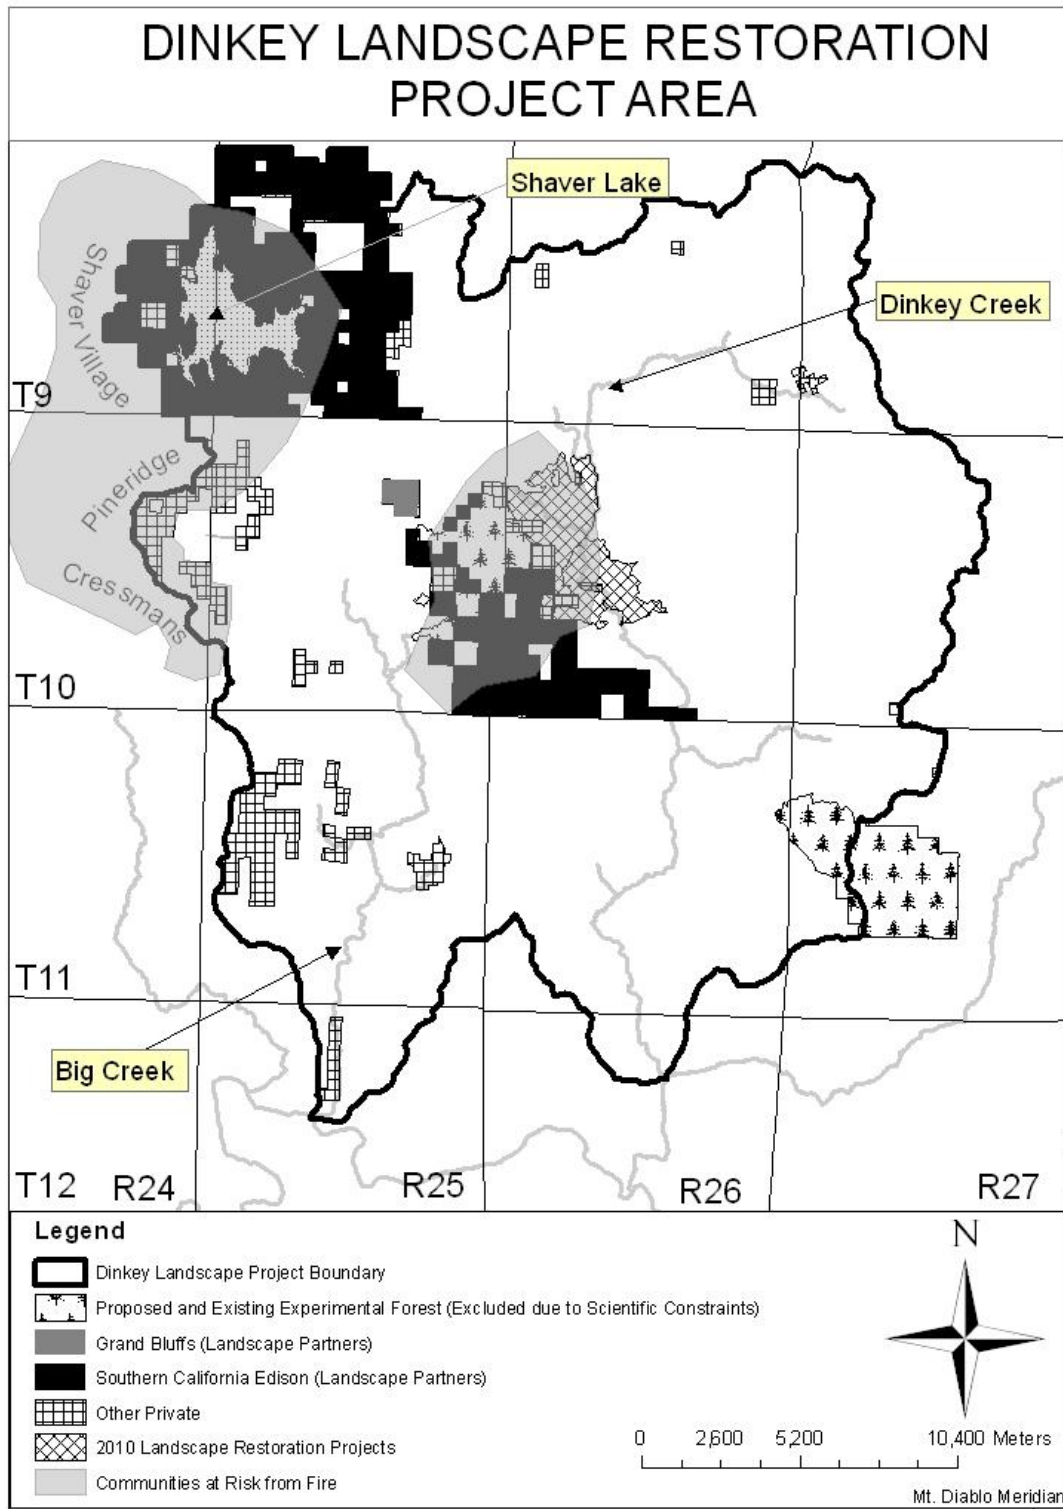 DINKEY LANDSCAPE RESTORATION
PROJECT AREA
Shaver Lake
Shaver Village
Dinkey Creek
T9
Pineridge
Cressmans
T10
T11
Big Creek
T12
R24
R25
R26
R27
Legend
Dinkey Landscape Project Boundary
Proposed and Existing Experimental Forest (Excluded due to Scientific Constraints)
Grand Bluffs (Landscape Partners)
Southern California Edison (Landscape Partners)
Other Private
2010 Landscape Restoration Projects
Communities at Risk from Fire
N
0 2,600 5,200 10,400 Meters
Mt. Diablo Meridian